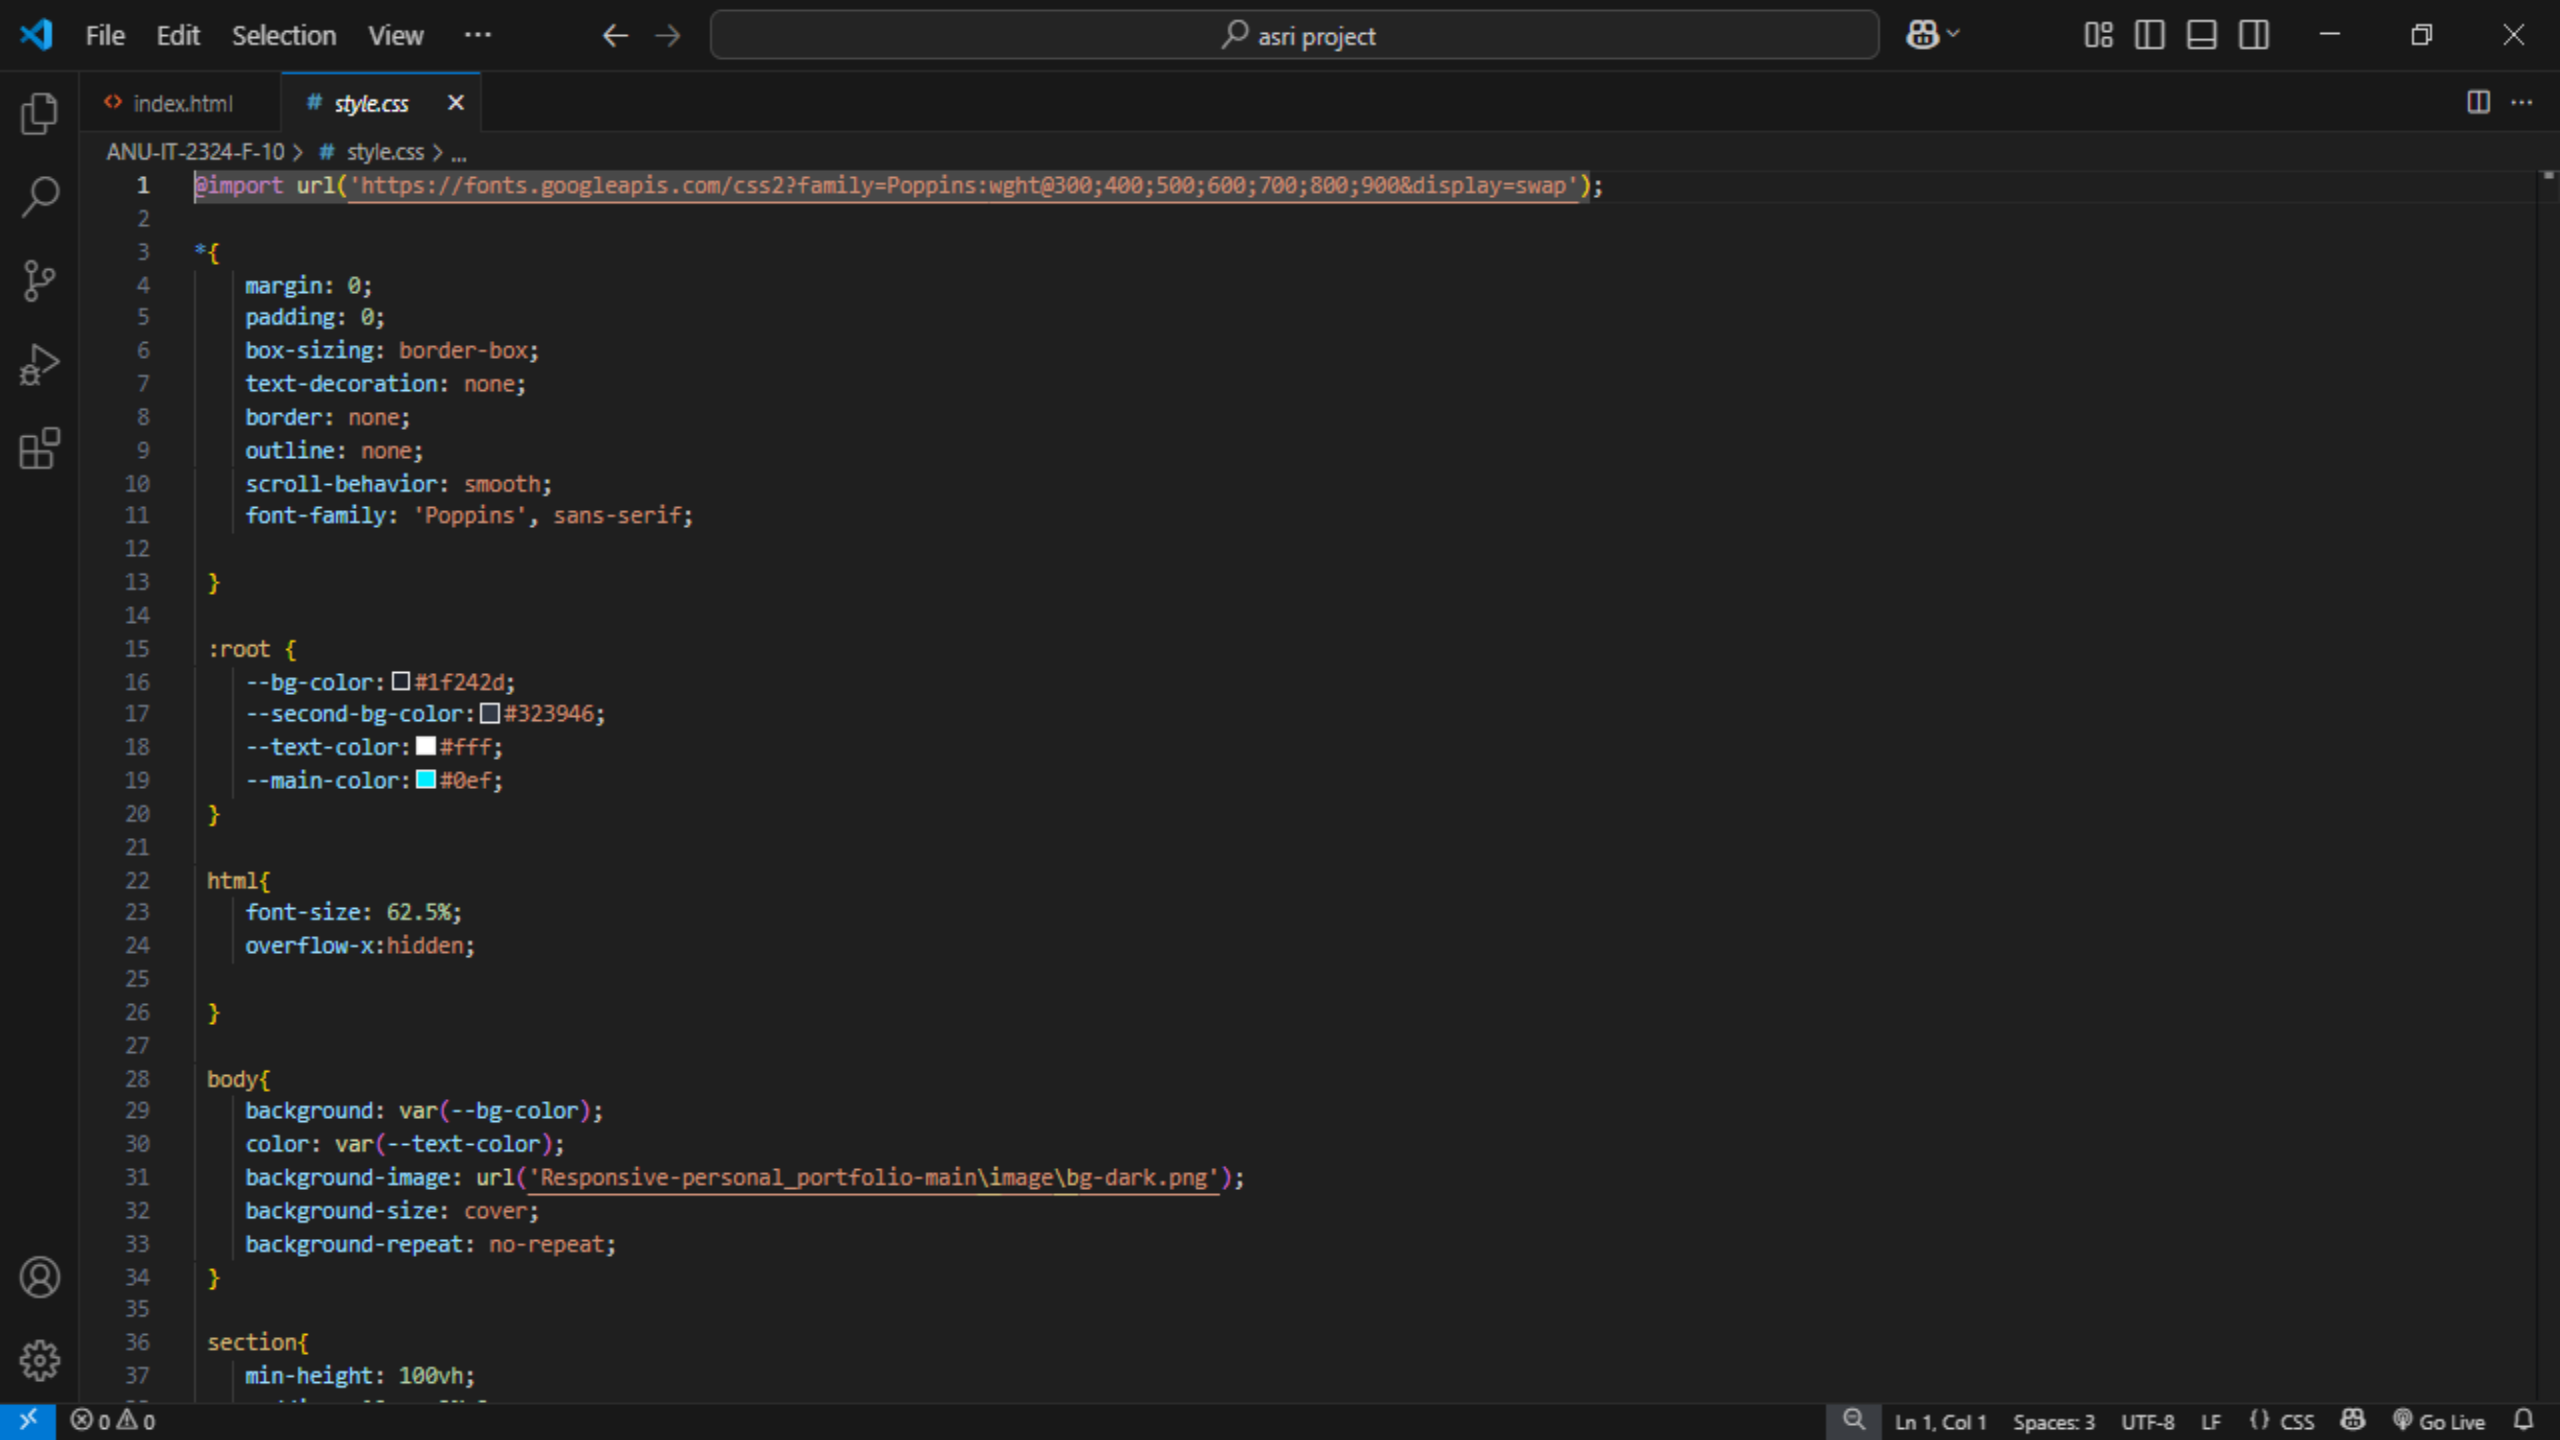 File Edit Selection View ··· asri project
index.html # style.css
ANU-IT-2324-F-10 > # style.css > ...
1 @import url('https://fonts.googleapis.com/css2?family=Poppins:wght@300;400;500;600;700;800;900&display=swap');
2
3 *{
4 margin: 0;
5 padding: 0;
6 box-sizing: border-box;
7 text-decoration: none;
8 border: none;
9 outline: none;
10 scroll-behavior: smooth;
11 font-family: 'Poppins', sans-serif;
12
13 }
14
15 :root {
16 --bg-color: #1f242d;
17 --second-bg-color: #323946;
18 --text-color: #fff;
19 --main-color: #0ef;
20 }
21
22 html{
23 font-size: 62.5%;
24 overflow-x:hidden;
25
26 }
27
28 body{
29 background: var(--bg-color);
30 color: var(--text-color);
31 background-image: url('Responsive-personal_portfolio-main\image\bg-dark.png');
32 background-size: cover;
33 background-repeat: no-repeat;
34 }
35
36 section{
37 min-height: 100vh;
0 0 Ln 1, Col 1 Spaces: 3 UTF-8 LF {} CSS Go Live